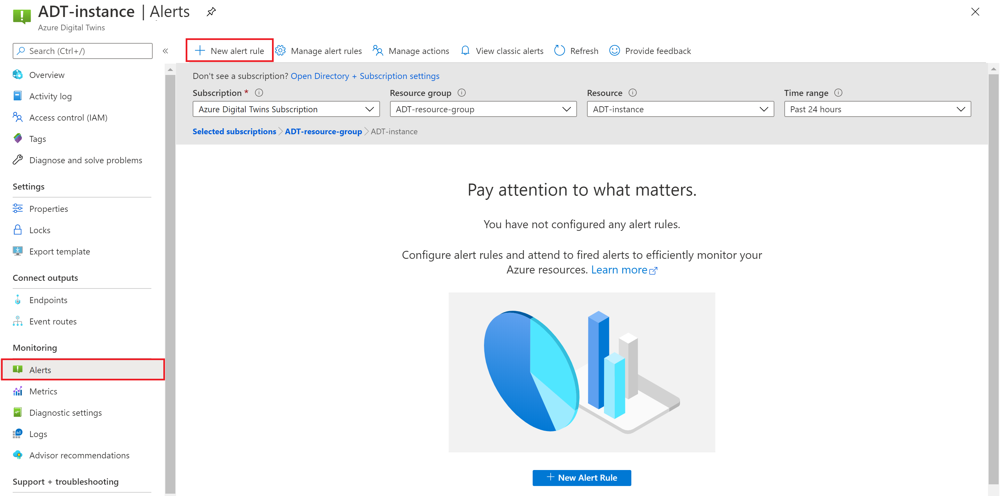 ADT-instance | Alerts
Azure Digital Twins
Search (Ctrl+/)
Overview
Activity log
Access control (IAM)
Tags
Diagnose and solve problems
Settings
Properties
Locks
Export template
Connect outputs
Endpoints
Event routes
Monitoring
Alerts
Metrics
Diagnostic settings
Logs
Advisor recommendations
Support + troubleshooting
New alert rule Manage alert rules Manage actions View classic alerts Refresh Provide feedback
Don't see a subscription? Open Directory + Subscription settings
Subscription * Resource group Resource Time range
Azure Digital Twins Subscription ADT-resource-group ADT-instance Past 24 hours
Selected subscriptions > ADT-resource-group > ADT-instance
Pay attention to what matters.
You have not configured any alert rules.
Configure alert rules and attend to fired alerts to efficiently monitor your
Azure resources. Learn more
+ New Alert Rule